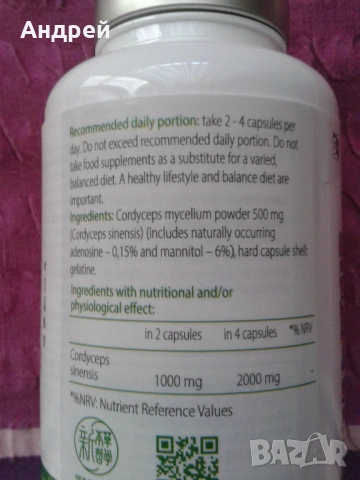 Андрей
Recommended daily portion: take 2 - 4 capsules per
day. Do not exceed recommended daily portion. Do not
take food supplements as a substitute for a varied,
balanced diet. A healthy lifestyle and balance diet are
important.
Ingredients: Cordyceps mycelium powder 500 mg
(Cordyceps sinensis) (includes naturally occurring
adenosine – 0,15% and mannitol – 6%), hard capsule shell:
gelatine.
Ingredients with nutritional and/or
physiological effect:
in 2 capsules in 4 capsules *% NRV
Cordyceps
sinensis 1000 mg 2000 mg -
*%NRV: Nutrient Reference Values
BAZAR